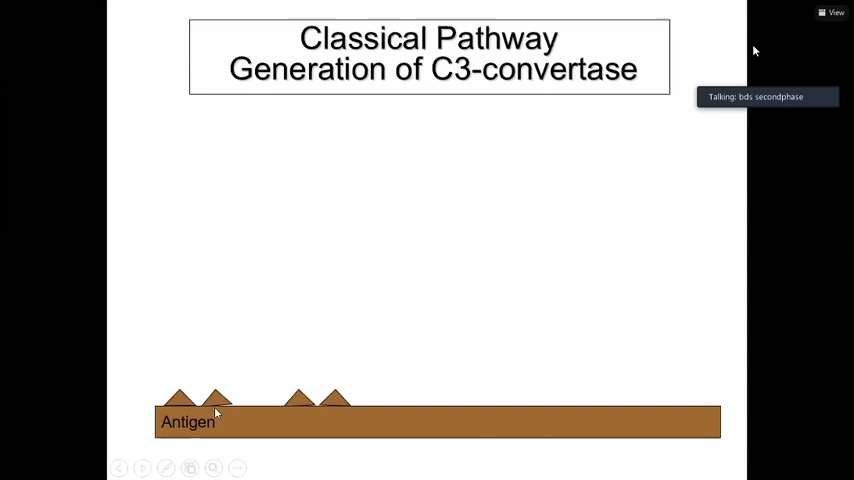 Classical Pathway
Generation of C3-convertase
View
Talking: bds secondphase
Antigen